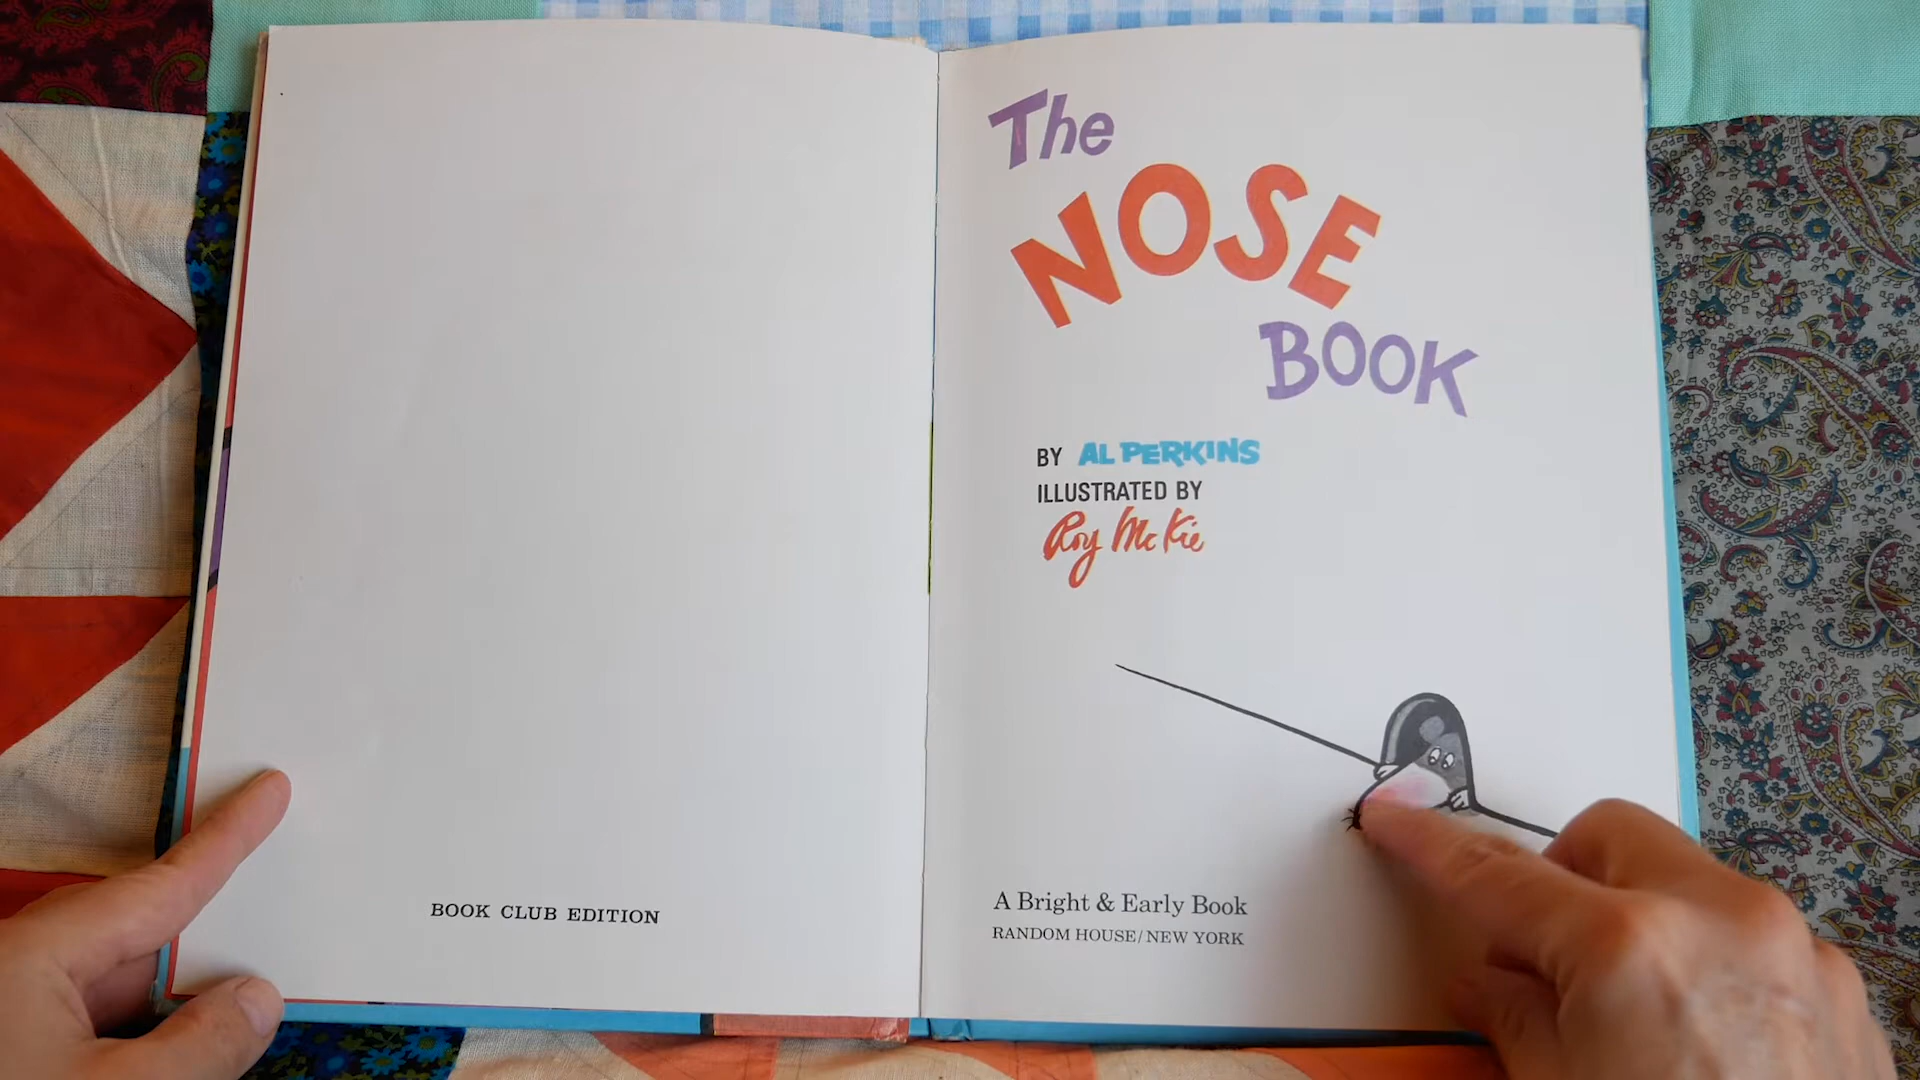 BOOK CLUB EDITION
The
NOSE
BOOK
BY AL PERKINS
ILLUSTRATED BY
Roy McKie
A Bright & Early Book
RANDOM HOUSE/NEW YORK